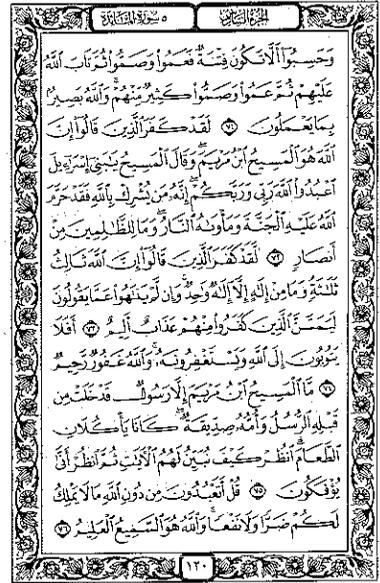 الجزء السادس
٥ سورة المائدة
وَحَسِبُوٓا۟ أَلَّا تَكُونَ فِتْنَةٌ فَعَمُوا۟ وَصَمُّوا۟ ثُمَّ تَابَ ٱللَّهُ
عَلَيْهِمْ ثُمَّ عَمُوا۟ وَصَمُّوا۟ كَثِيرٌ مِّنْهُمْ ۚ وَٱللَّهُ بَصِيرٌۢ
بِمَا يَعْمَلُونَ ٧١ لَقَدْ كَفَرَ ٱلَّذِينَ قَالُوٓا۟ إِنَّ
ٱللَّهَ هُوَ ٱلْمَسِيحُ ٱبْنُ مَرْيَمَ ۖ وَقَالَ ٱلْمَسِيحُ يَٰبَنِىٓ إِسْرَٰٓءِيلَ
ٱعْبُدُوا۟ ٱللَّهَ رَبِّى وَرَبَّكُمْ ۖ إِنَّهُۥ مَن يُشْرِكْ بِٱللَّهِ فَقَدْ حَرَّمَ
ٱللَّهُ عَلَيْهِ ٱلْجَنَّةَ وَمَأْوَىٰهُ ٱلنَّارُ ۖ وَمَا لِلظَّٰلِمِينَ مِنْ
أَنصَارٍ ٧٢ لَّقَدْ كَفَرَ ٱلَّذِينَ قَالُوٓا۟ إِنَّ ٱللَّهَ ثَالِثُ
ثَلَٰثَةٍ ۘ وَمَا مِنْ إِلَٰهٍ إِلَّآ إِلَٰهٌ وَٰحِدٌ ۚ وَإِن لَّمْ يَنتَهُوا۟ عَمَّا يَقُولُونَ
لَيَمَسَّنَّ ٱلَّذِينَ كَفَرُوا۟ مِنْهُمْ عَذَابٌ أَلِيمٌ ٧٣ أَفَلَا
يَتُوبُونَ إِلَى ٱللَّهِ وَيَسْتَغْفِرُونَهُۥ ۚ وَٱللَّهُ غَفُورٌ رَّحِيمٌ
٧٤ مَّا ٱلْمَسِيحُ ٱبْنُ مَرْيَمَ إِلَّا رَسُولٌ قَدْ خَلَتْ مِن
قَبْلِهِ ٱلرُّسُلُ وَأُمُّهُۥ صِدِّيقَةٌ ۖ كَانَا يَأْكُلَانِ
ٱلطَّعَامَ ۗ ٱنظُرْ كَيْفَ نُبَيِّنُ لَهُمُ ٱلْءَايَٰتِ ثُمَّ ٱنظُرْ أَنَّىٰ
يُؤْفَكُونَ ٧٥ قُلْ أَتَعْبُدُونَ مِن دُونِ ٱللَّهِ مَا لَا يَمْلِكُ
لَكُمْ ضَرًّا وَلَا نَفْعًا ۚ وَٱللَّهُ هُوَ ٱلسَّمِيعُ ٱلْعَلِيمُ ٧٦
١٢٠